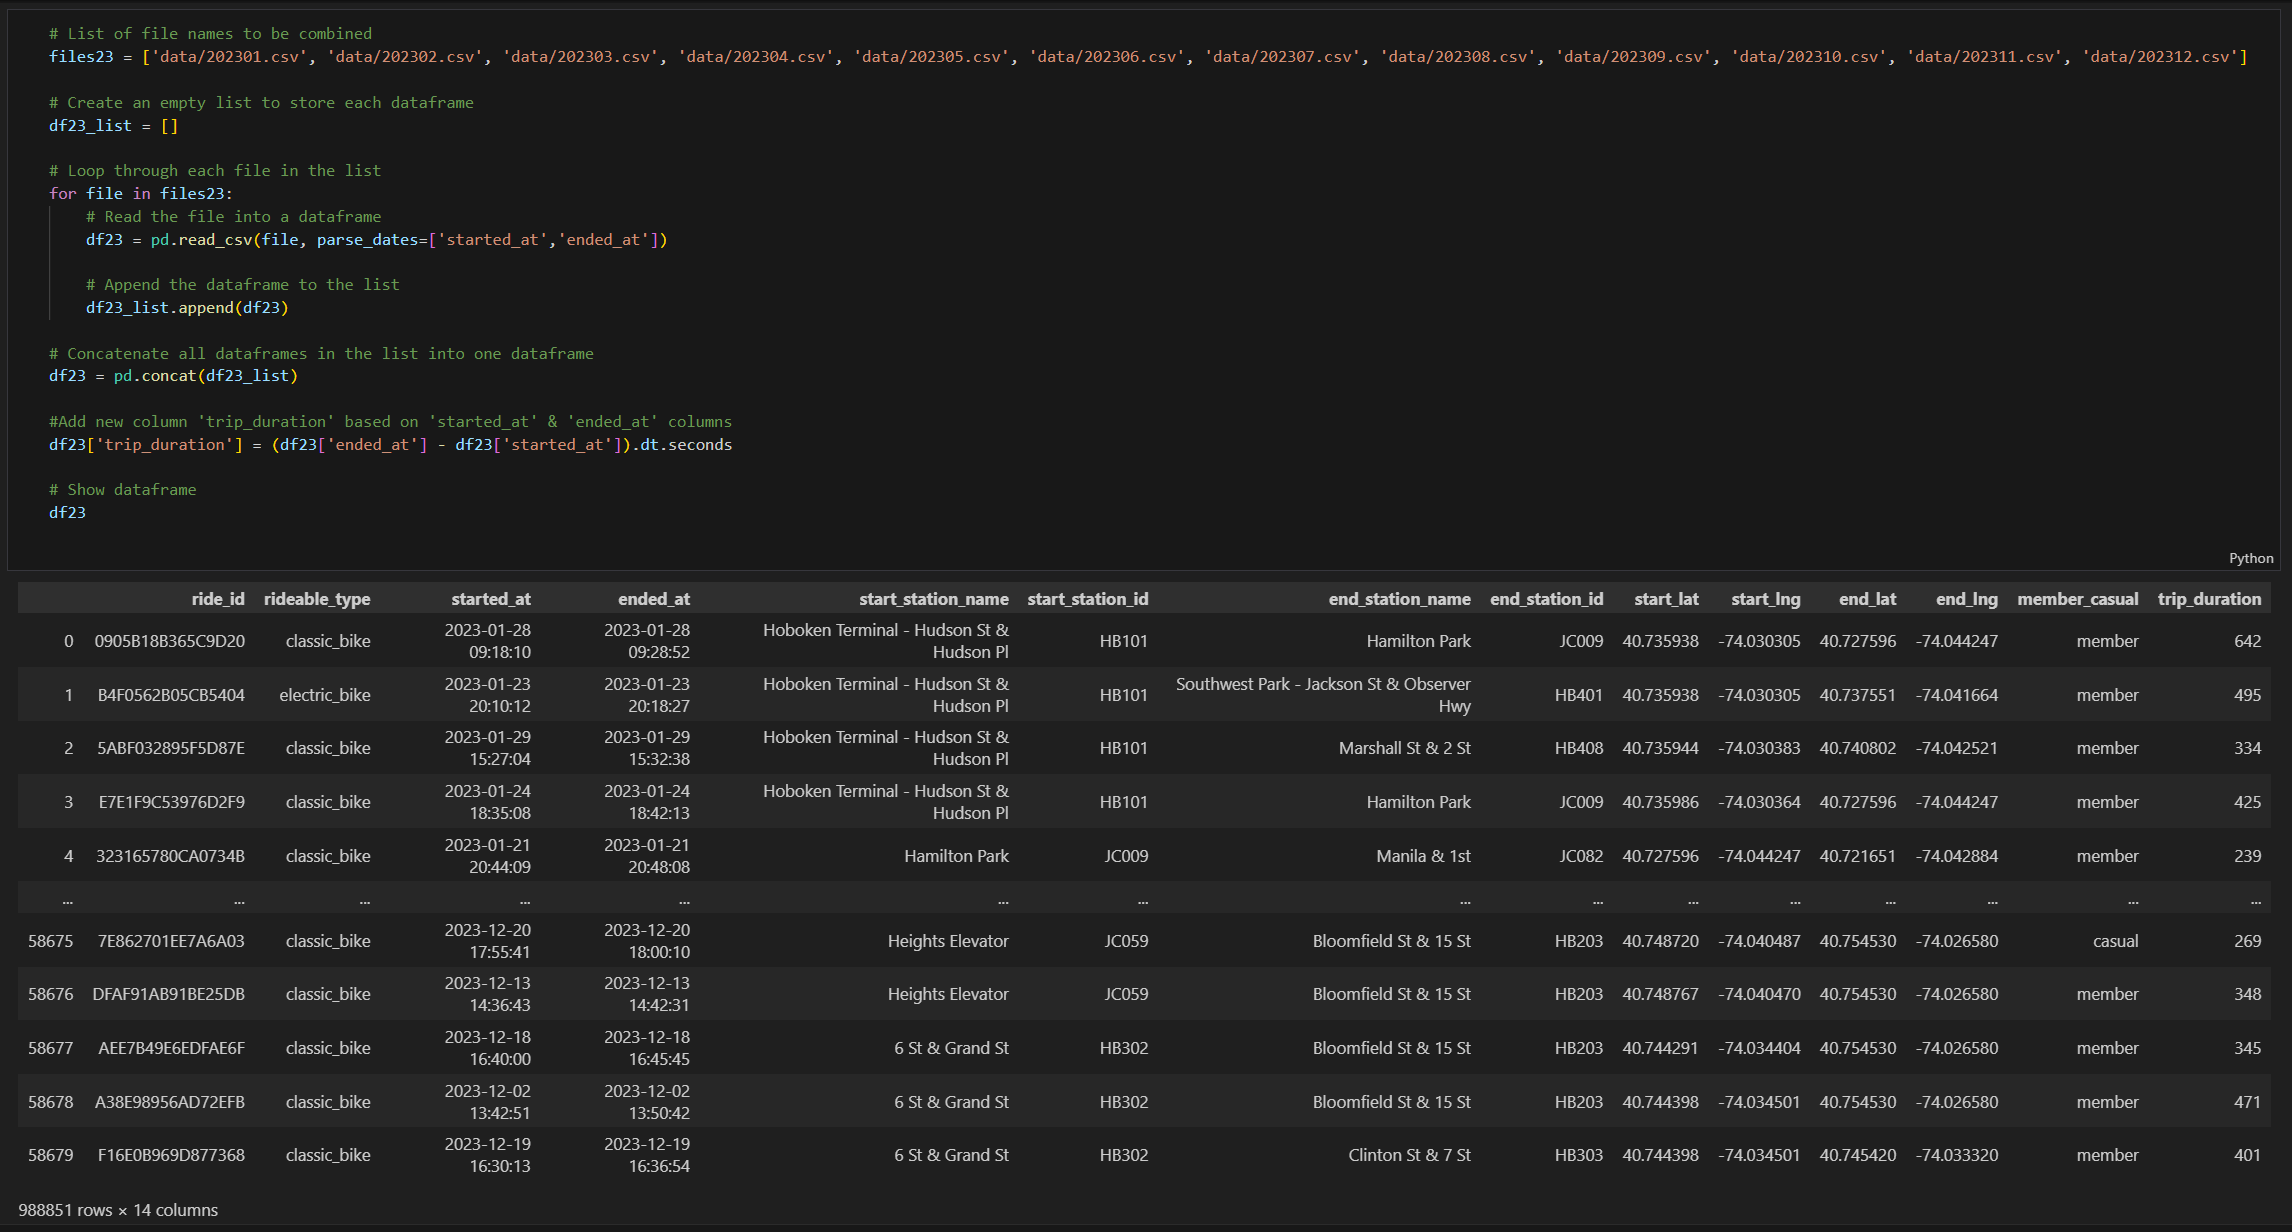 # List of file names to be combined
files23 = ['data/202301.csv', 'data/202302.csv', 'data/202303.csv', 'data/202304.csv', 'data/202305.csv', 'data/202306.csv', 'data/202307.csv', 'data/202308.csv', 'data/202309.csv', 'data/202310.csv', 'data/202311.csv', 'data/202312.csv']
# Create an empty list to store each dataframe
df23_list = []
# Loop through each file in the list
for file in files23:
# Read the file into a dataframe
df23 = pd.read_csv(file, parse_dates=['started_at','ended_at'])
# Append the dataframe to the list
df23_list.append(df23)
# Concatenate all dataframes in the list into one dataframe
df23 = pd.concat(df23_list)
#Add new column 'trip_duration' based on 'started_at' & 'ended_at' columns
df23['trip_duration'] = (df23['ended_at'] - df23['started_at']).dt.seconds
# Show dataframe
df23
Python
ride_id rideable_type started_at ended_at start_station_name start_station_id end_station_name end_station_id start_lat start_lng end_lat end_lng member_casual trip_duration
0 0905B18B365C9D20 classic_bike 2023-01-28 09:18:10 2023-01-28 09:28:52 Hoboken Terminal - Hudson St & Hudson Pl HB101 Hamilton Park JC009 40.735938 -74.030305 40.727596 -74.044247 member 642
1 B4F0562B05CB5404 electric_bike 2023-01-23 20:10:12 2023-01-23 20:18:27 Hoboken Terminal - Hudson St & Hudson Pl HB101 Southwest Park - Jackson St & Observer Hwy HB401 40.735938 -74.030305 40.737551 -74.041664 member 495
2 5ABF032895F5D87E classic_bike 2023-01-29 15:27:04 2023-01-29 15:32:38 Hoboken Terminal - Hudson St & Hudson Pl HB101 Marshall St & 2 St HB408 40.735944 -74.030383 40.740802 -74.042521 member 334
3 E7E1F9C53976D2F9 classic_bike 2023-01-24 18:35:08 2023-01-24 18:42:13 Hoboken Terminal - Hudson St & Hudson Pl HB101 Hamilton Park JC009 40.735986 -74.030364 40.727596 -74.044247 member 425
4 323165780CA0734B classic_bike 2023-01-21 20:44:09 2023-01-21 20:48:08 Hamilton Park JC009 Manila & 1st JC082 40.727596 -74.044247 40.721651 -74.042884 member 239
... ... ... ... ... ... ... ... ... ... ... ... ... ... ...
58675 7E862701EE7A6A03 classic_bike 2023-12-20 17:55:41 2023-12-20 18:00:10 Heights Elevator JC059 Bloomfield St & 15 St HB203 40.748720 -74.040487 40.754530 -74.026580 casual 269
58676 DFAF91AB91BE25DB classic_bike 2023-12-13 14:36:43 2023-12-13 14:42:31 Heights Elevator JC059 Bloomfield St & 15 St HB203 40.748767 -74.040470 40.754530 -74.026580 member 348
58677 AEE7B49E6EDFAE6F classic_bike 2023-12-18 16:40:00 2023-12-18 16:45:45 6 St & Grand St HB302 Bloomfield St & 15 St HB203 40.744291 -74.034404 40.754530 -74.026580 member 345
58678 A38E98956AD72EFB classic_bike 2023-12-02 13:42:51 2023-12-02 13:50:42 6 St & Grand St HB302 Bloomfield St & 15 St HB203 40.744398 -74.034501 40.754530 -74.026580 member 471
58679 F16E0B969D877368 classic_bike 2023-12-19 16:30:13 2023-12-19 16:36:54 6 St & Grand St HB302 Clinton St & 7 St HB303 40.744398 -74.034501 40.745420 -74.033320 member 401
988851 rows × 14 columns